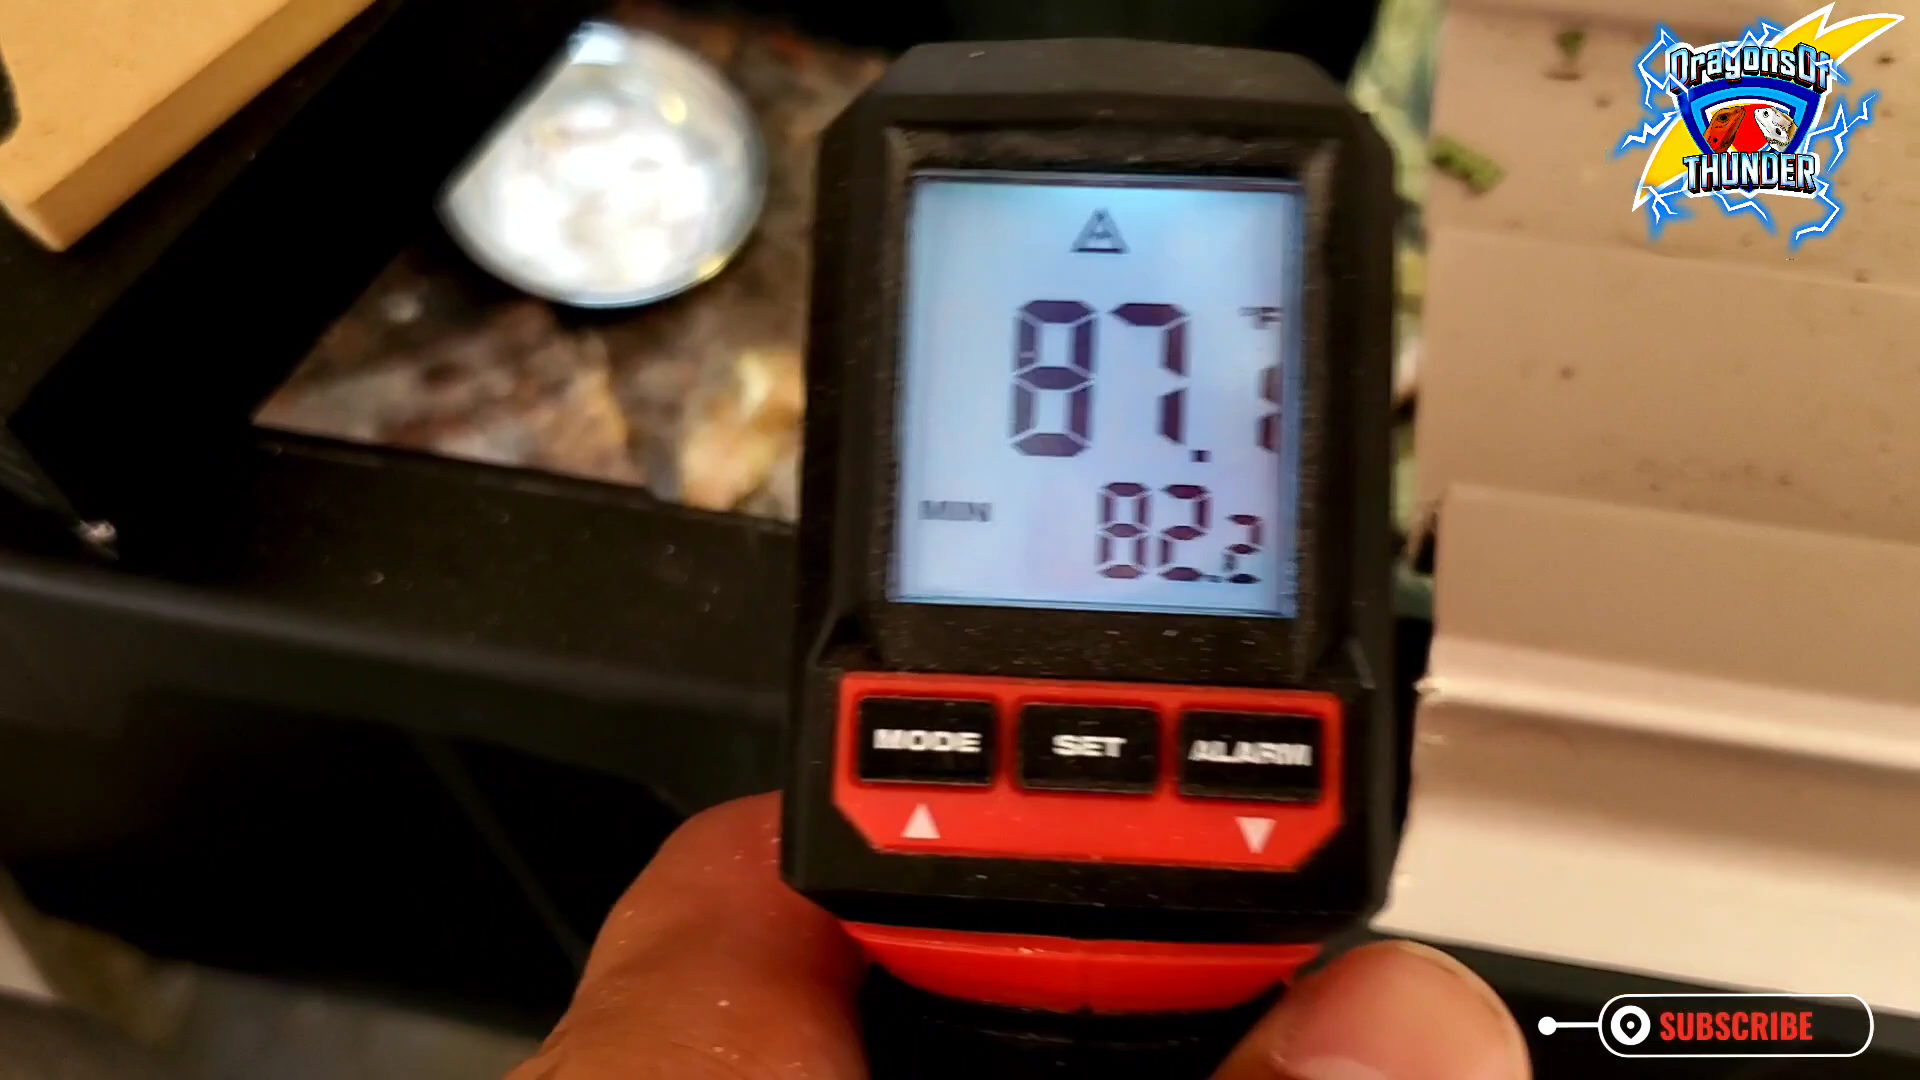 DragonsOf
THUNDER
°F
87.
MIN
82.2
MODE
SET
ALARM
SUBSCRIBE